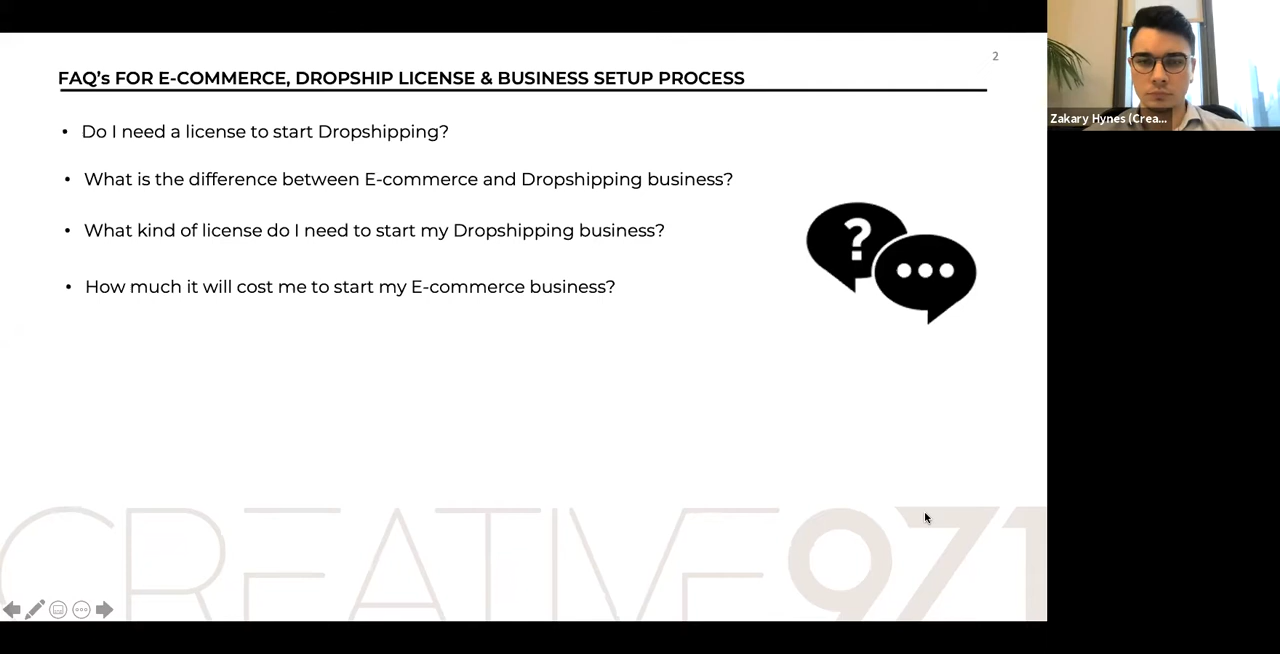 2
FAQ's FOR E-COMMERCE, DROPSHIP LICENSE & BUSINESS SETUP PROCESS
• Do I need a license to start Dropshipping?
• What is the difference between E-commerce and Dropshipping business?
• What kind of license do I need to start my Dropshipping business?
• How much it will cost me to start my E-commerce business?
?
CREATIVE971
Zakary Hynes (Crea...